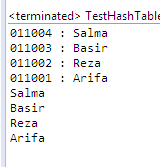 <terminated> TestHashTable
011004 : Salma
011003 : Basir
011002 : Reza
011001 : Arifa
Salma
Basir
Reza
Arifa